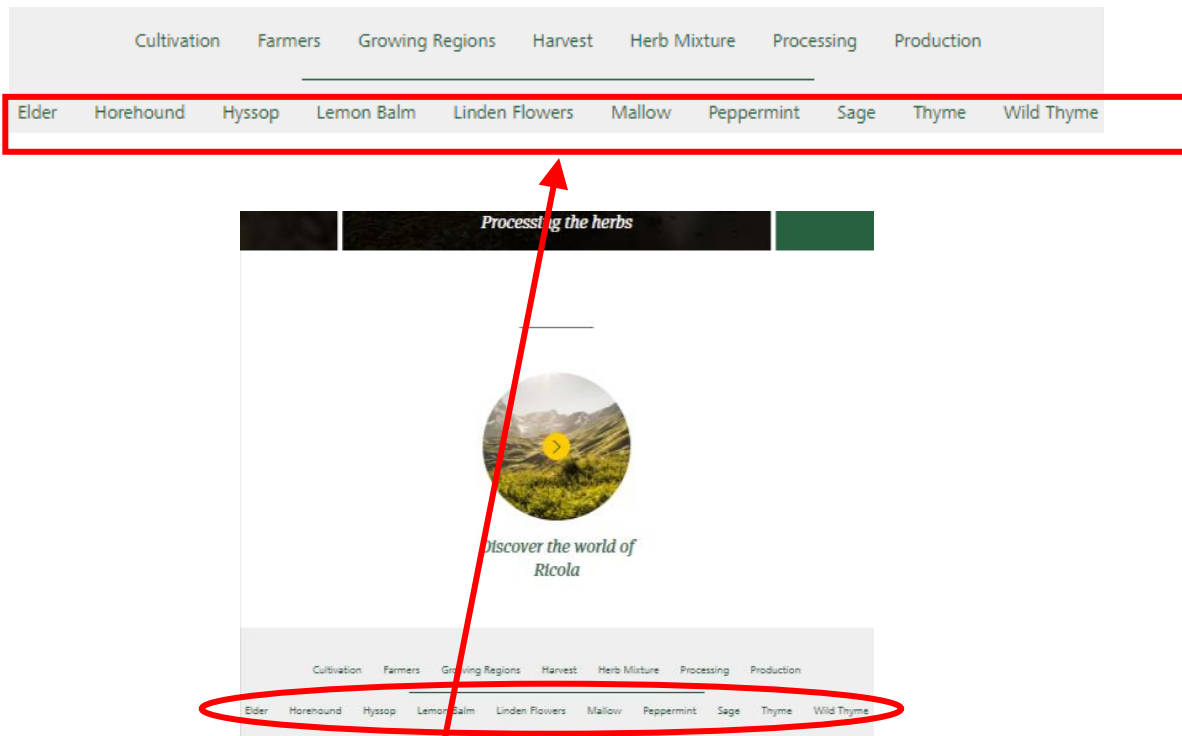 Cultivation Farmers Growing Regions Harvest Herb Mixture Processing Production
Elder Horehound Hyssop Lemon Balm Linden Flowers Mallow Peppermint Sage Thyme Wild Thyme
Processing the herbs
Discover the world of
Ricola
Cultivation Farmers Growing Regions Harvest Herb Mixture Processing Production
Elder Horehound Hyssop Lemon Balm Linden Flowers Mallow Peppermint Sage Thyme Wild Thyme